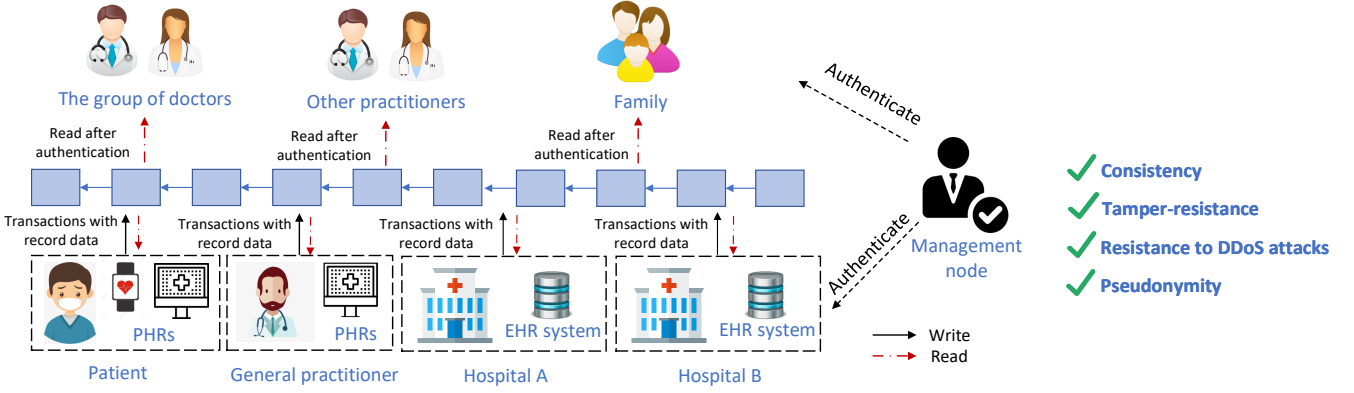 The group of doctors
Other practitioners
Family
Authenticate
Read after
authentication
Read after
authentication
Read after
authentication
Transactions with
record data
Transactions with
record data
Transactions with
record data
Transactions with
record data
Authenticate
Management
node
Consistency
Tamper-resistance
Resistance to DDoS attacks
Pseudonymity
PHRs
PHRs
EHR system
EHR system
Write
Read
Patient
General practitioner
Hospital A
Hospital B